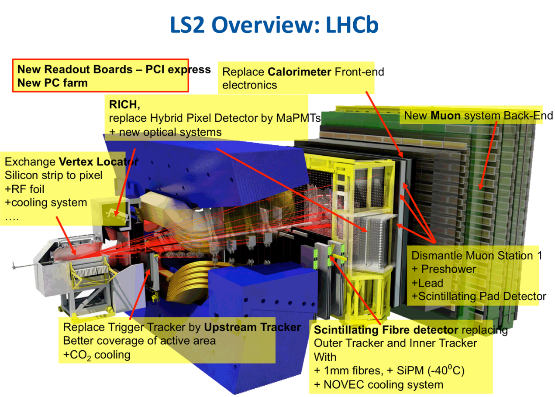 LS2 Overview: LHCb
New Readout Boards – PCI express
New PC farm
Replace Calorimeter Front-end
electronics
RICH,
replace Hybrid Pixel Detector by MaPMTs
+ new optical systems
New Muon system Back-End
Exchange Vertex Locator
Silicon strip to pixel
+RF foil
+cooling system
….
Dismantle Muon Station 1
+ Preshower
+Lead
+Scintillating Pad Detector
Replace Trigger Tracker by Upstream Tracker
Better coverage of active area
+CO₂ cooling
Scintillating Fibre detector replacing
Outer Tracker and Inner Tracker
With
+ 1mm fibres, + SiPM (-40⁰C)
+ NOVEC cooling system